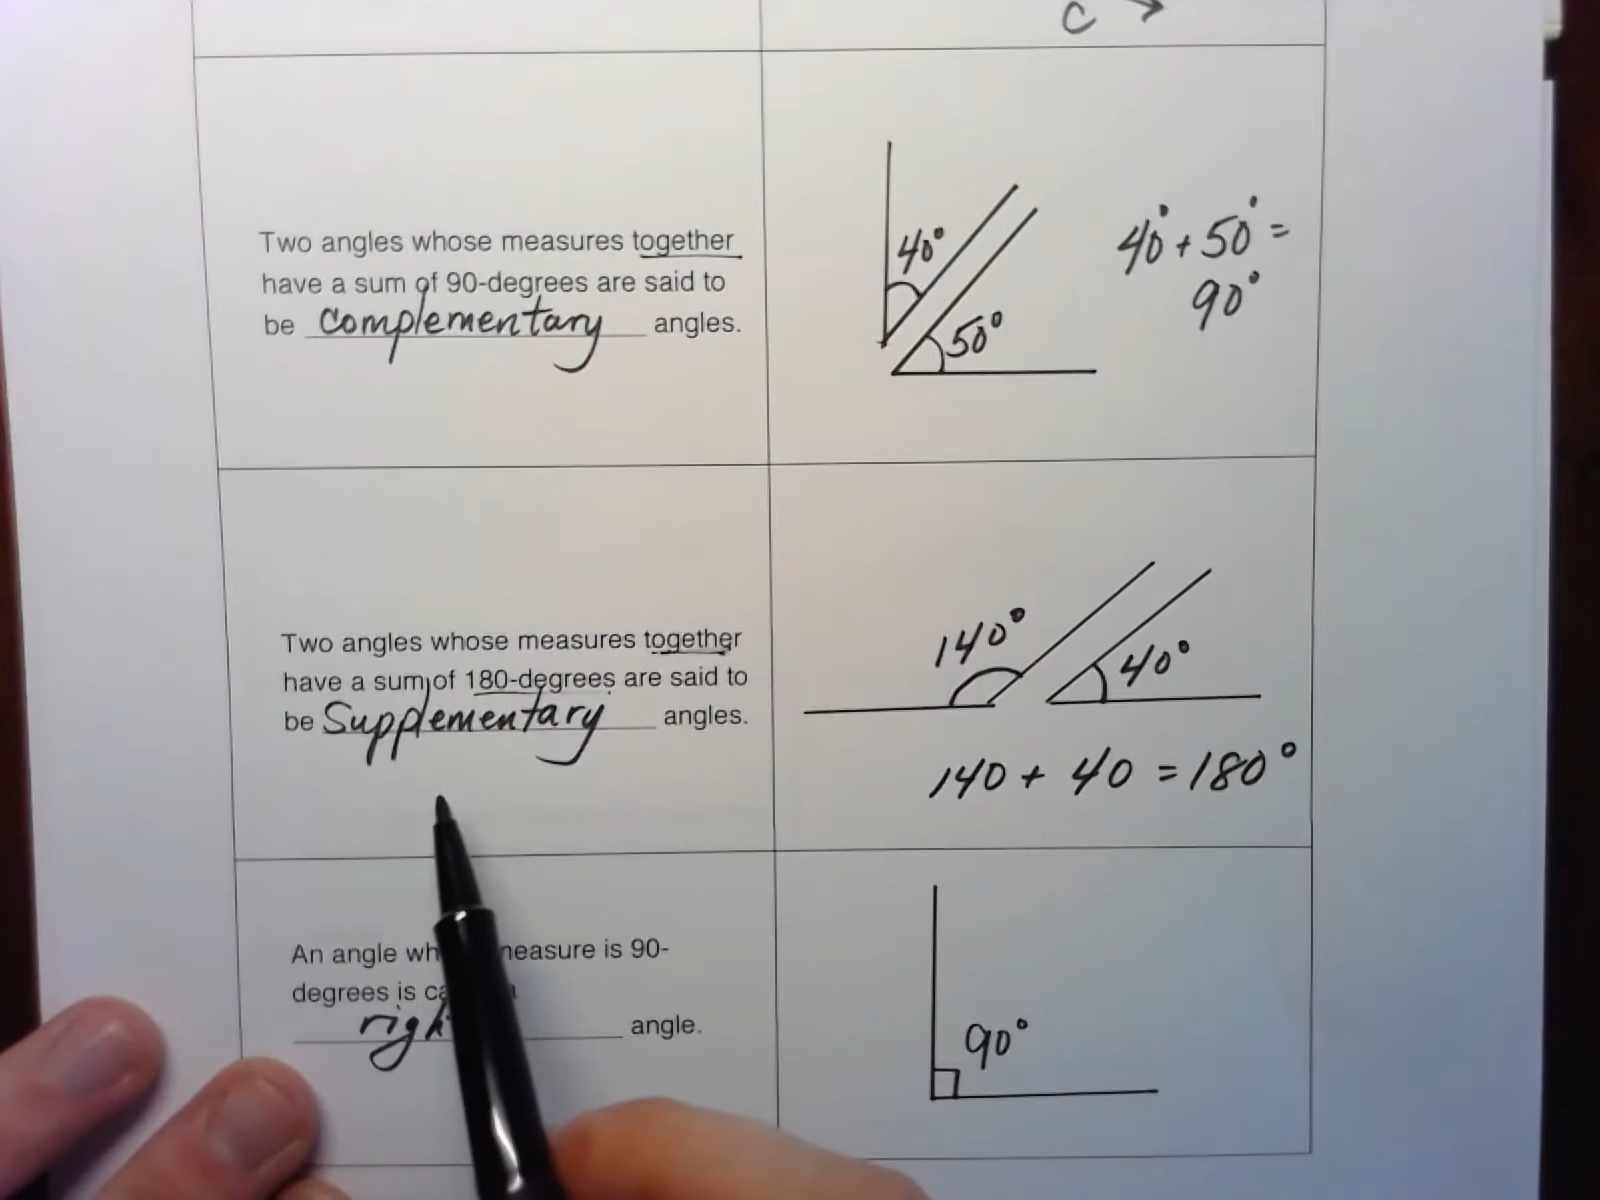 C
Two angles whose measures together
have a sum of 90-degrees are said to
be complementary angles.
40°
50°
40° + 50° =
90°
Two angles whose measures together
have a sum of 180-degrees are said to
be Supplementary angles.
140°
40°
140 + 40 = 180°
An angle measure is 90-
degrees is
angle.
90°